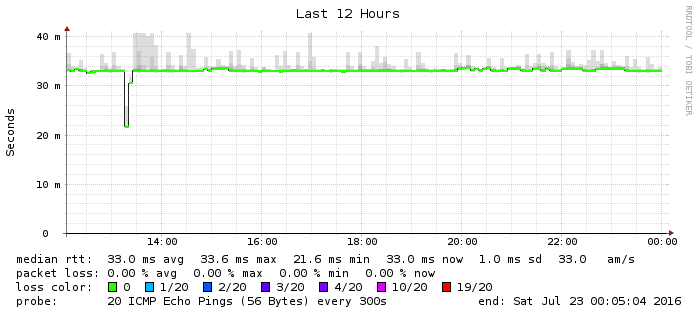 Last 12 Hours
RRDTOOL / TOBI OETIKER
Seconds
40 m
30 m
20 m
10 m
0
14:00 16:00 18:00 20:00 22:00 00:00
median rtt: 33.0 ms avg 33.6 ms max 21.6 ms min 33.0 ms now 1.0 ms sd 33.0 am/s
packet loss: 0.00 % avg 0.00 % max 0.00 % min 0.00 % now
loss color: 0 1/20 2/20 3/20 4/20 10/20 19/20
probe: 20 ICMP Echo Pings (56 Bytes) every 300s end: Sat Jul 23 00:05:04 2016